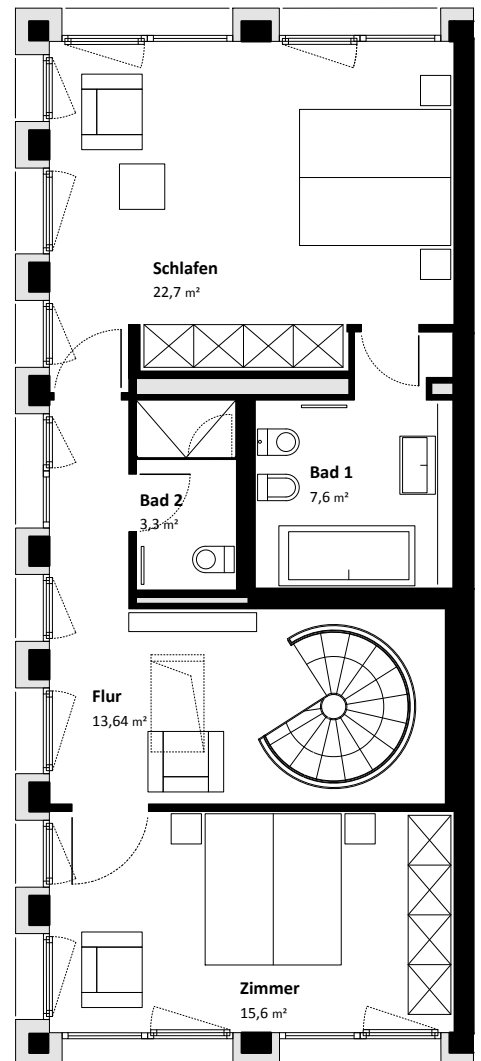 Schlafen
22,7 m²
Bad 1
7,6 m²
Bad 2
3,3 m²
Flur
13,64 m²
Zimmer
15,6 m²